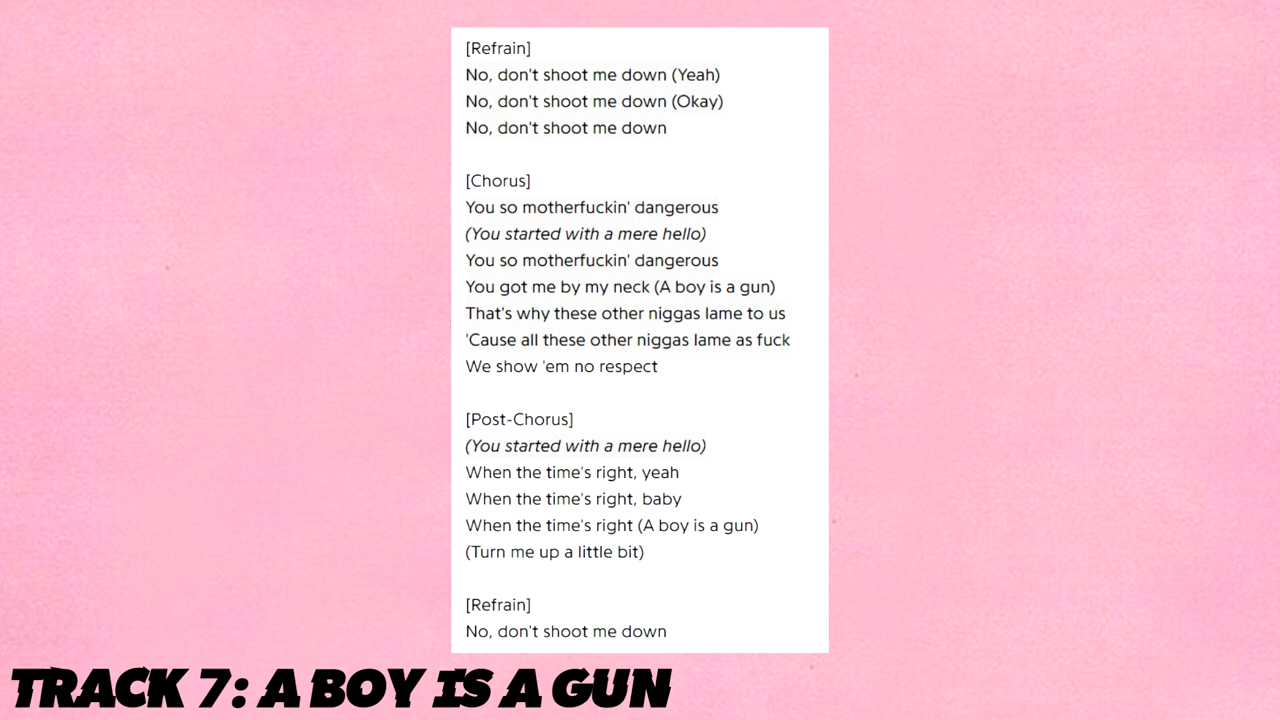 [Refrain]
No, don't shoot me down (Yeah)
No, don't shoot me down (Okay)
No, don't shoot me down
[Chorus]
You so motherfuckin' dangerous
(You started with a mere hello)
You so motherfuckin' dangerous
You got me by my neck (A boy is a gun)
That's why these other niggas lame to us
'Cause all these other niggas lame as fuck
We show 'em no respect
[Post-Chorus]
(You started with a mere hello)
When the time's right, yeah
When the time's right, baby
When the time's right (A boy is a gun)
(Turn me up a little bit)
[Refrain]
No, don't shoot me down
TRACK 7: A BOY IS A GUN